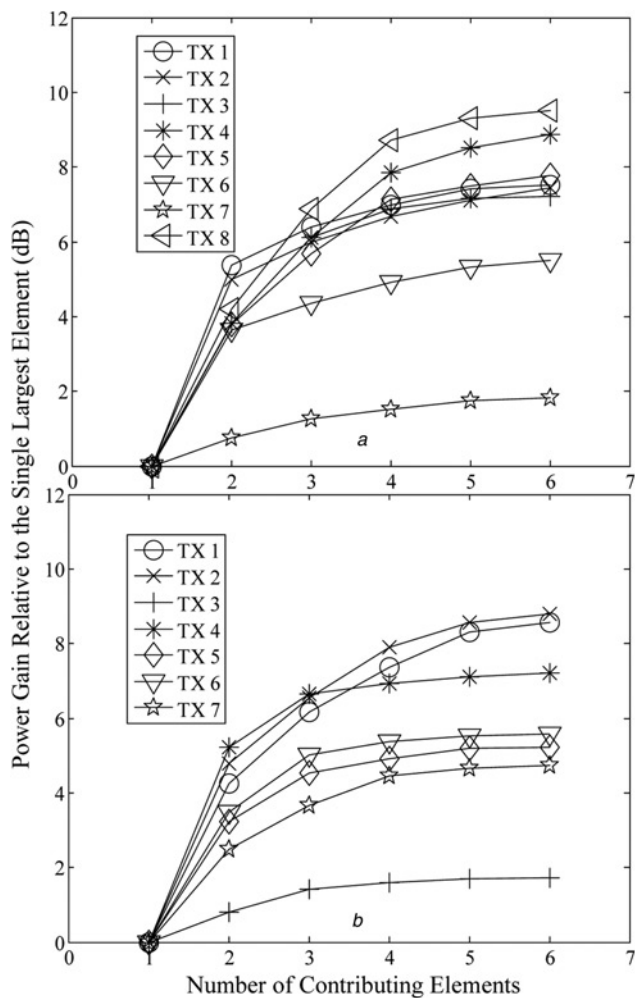 Power Gain Relative to the Single Largest Element (dB)
12
10
8
6
4
2
0
TX 1
TX 2
TX 3
TX 4
TX 5
TX 6
TX 7
TX 8
a
0 1 2 3 4 5 6 7
12
10
8
6
4
2
0
TX 1
TX 2
TX 3
TX 4
TX 5
TX 6
TX 7
b
0 1 2 3 4 5 6 7
Number of Contributing Elements